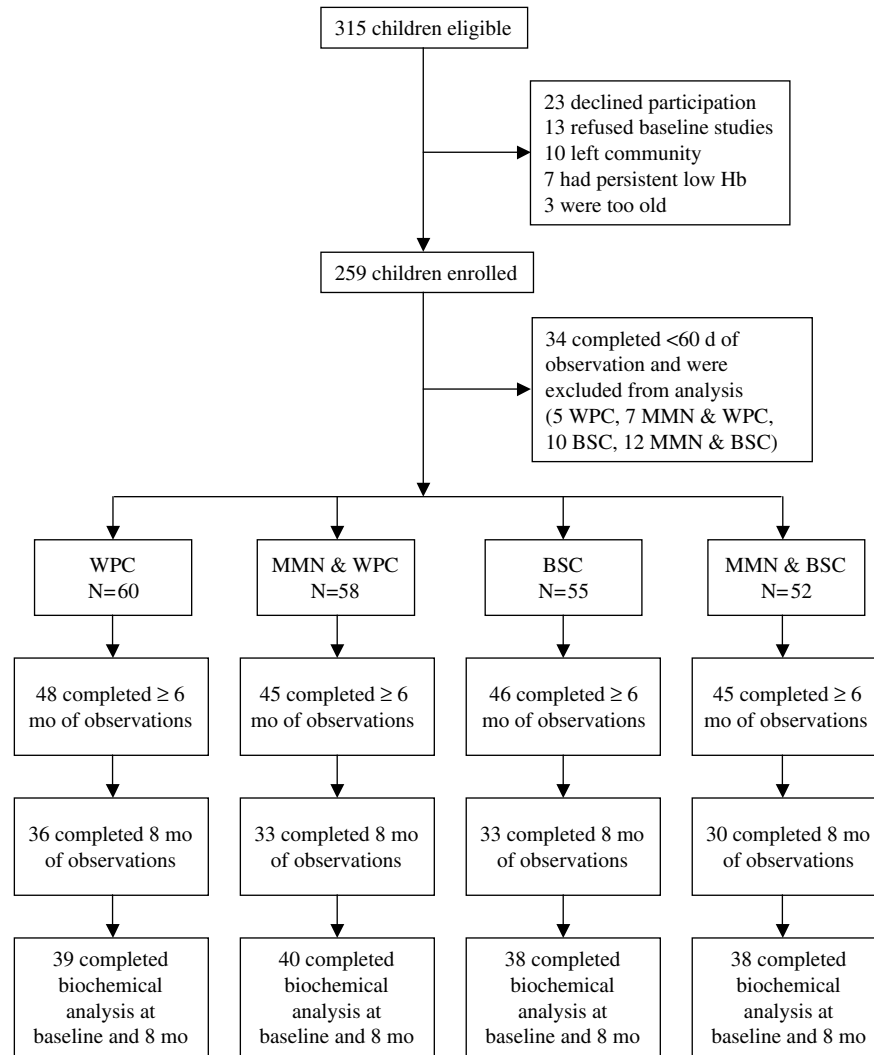 315 children eligible
23 declined participation
13 refused baseline studies
10 left community
7 had persistent low Hb
3 were too old
259 children enrolled
34 completed <60 d of
observation and were
excluded from analysis
(5 WPC, 7 MMN & WPC,
10 BSC, 12 MMN & BSC)
WPC
N=60
MMN & WPC
N=58
BSC
N=55
MMN & BSC
N=52
48 completed ≥ 6
mo of observations
45 completed ≥ 6
mo of observations
46 completed ≥ 6
mo of observations
45 completed ≥ 6
mo of observations
36 completed 8 mo
of observations
33 completed 8 mo
of observations
33 completed 8 mo
of observations
30 completed 8 mo
of observations
39 completed
biochemical
analysis at
baseline and 8 mo
40 completed
biochemical
analysis at
baseline and 8 mo
38 completed
biochemical
analysis at
baseline and 8 mo
38 completed
biochemical
analysis at
baseline and 8 mo